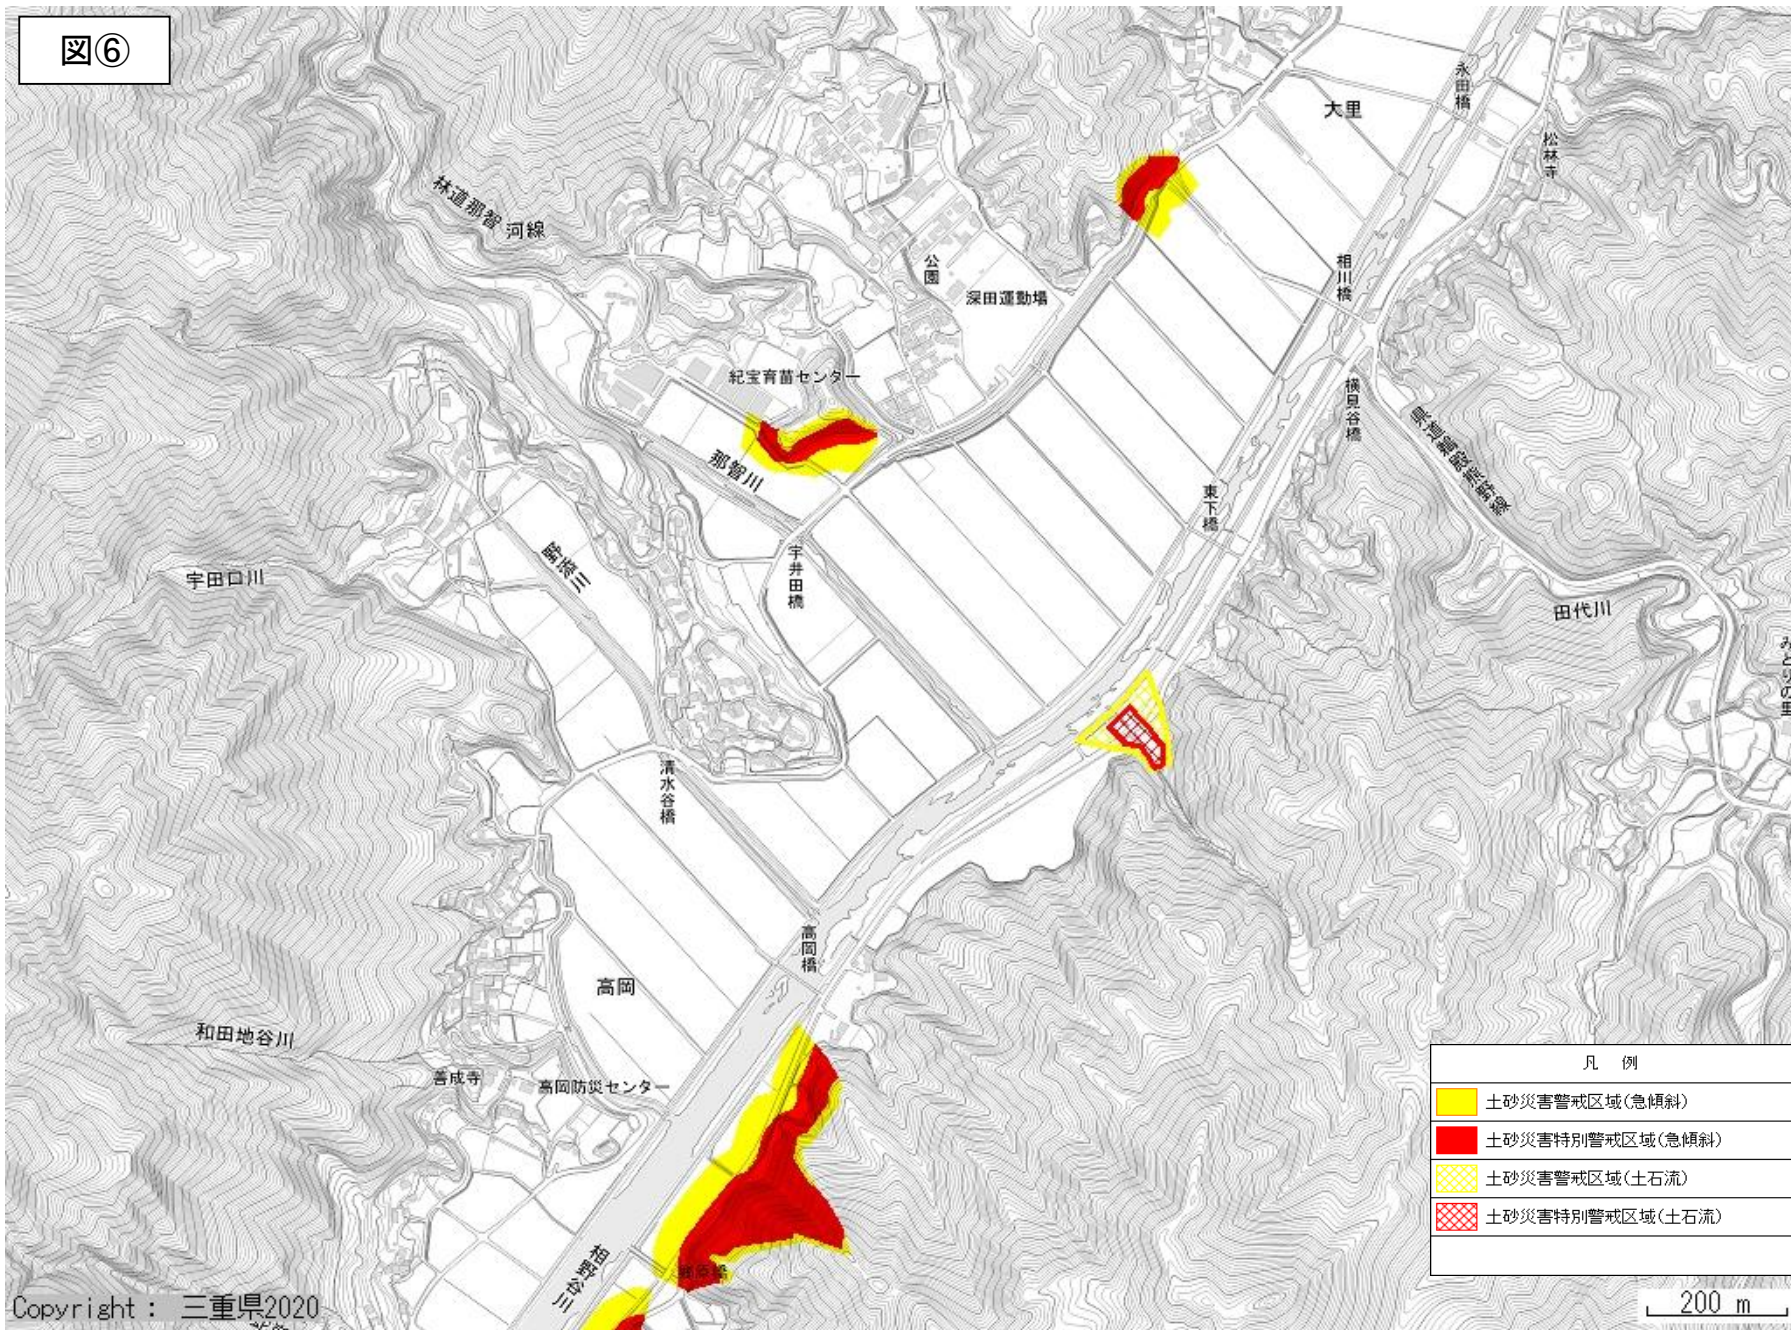 図⑥
永田橋
大里
松林寺
林道那智河線
公園
相川橋
深田運動場
紀宝育苗センター
横見谷橋
県道鵜殿熊野線
那智川
東下橋
宇井田橋
宇田口川
田代川
みどりの里
清水谷橋
高岡橋
高岡
和田地谷川
善成寺
高岡防災センター
相野谷川
凡 例
土砂災害警戒区域(急傾斜)
土砂災害特別警戒区域(急傾斜)
土砂災害警戒区域(土石流)
土砂災害特別警戒区域(土石流)
Copyright : 三重県2020
200 m